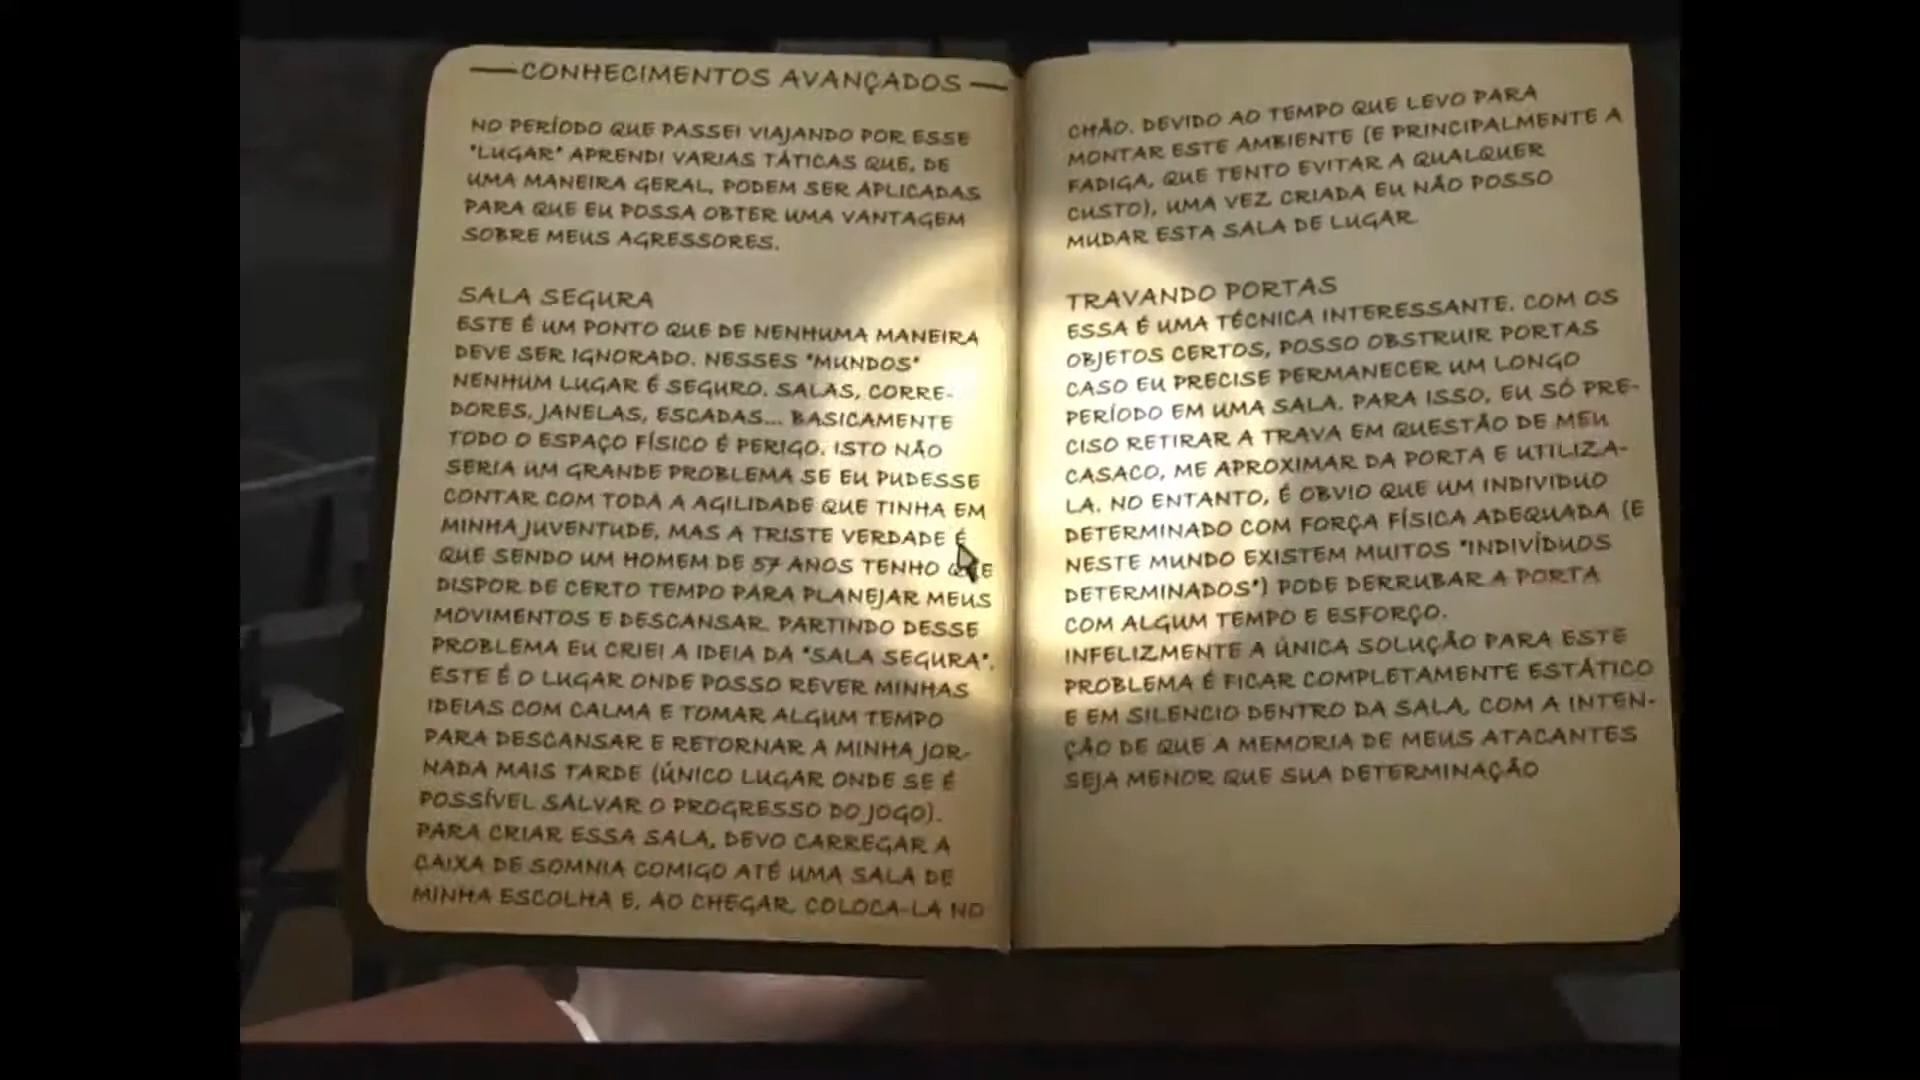 CONHECIMENTOS AVANÇADOS
NO PERÍODO QUE PASSEI VIAJANDO POR ESSE
"LUGAR" APRENDI VARIAS TÁTICAS QUE, DE
UMA MANEIRA GERAL, PODEM SER APLICADAS
PARA QUE EU POSSA OBTER UMA VANTAGEM
SOBRE MEUS AGRESSORES.
SALA SEGURA
ESTE É UM PONTO QUE DE NENHUMA MANEIRA
DEVE SER IGNORADO. NESSES "MUNDOS"
NENHUM LUGAR É SEGURO. SALAS, CORRE-
DORES, JANELAS, ESCADAS... BASICAMENTE
TODO O ESPAÇO FÍSICO É PERIGO. ISTO NÃO
SERIA UM GRANDE PROBLEMA SE EU PUDESSE
CONTAR COM TODA A AGILIDADE QUE TINHA EM
MINHA JUVENTUDE, MAS A TRISTE VERDADE É
QUE SENDO UM HOMEM DE 57 ANOS TENHO QUE
DISPOR DE CERTO TEMPO PARA PLANEJAR MEUS
MOVIMENTOS E DESCANSAR. PARTINDO DESSE
PROBLEMA EU CRIEI A IDEIA DA "SALA SEGURA".
ESTE É O LUGAR ONDE POSSO REVER MINHAS
IDEIAS COM CALMA E TOMAR ALGUM TEMPO
PARA DESCANSAR E RETORNAR A MINHA JOR-
NADA MAIS TARDE (ÚNICO LUGAR ONDE SE É
POSSÍVEL SALVAR O PROGRESSO DO JOGO).
PARA CRIAR ESSA SALA, DEVO CARREGAR A
CAIXA DE SOMNIA COMIGO ATÉ UMA SALA DE
MINHA ESCOLHA E, AO CHEGAR, COLOCA-LA NO
CHÃO. DEVIDO AO TEMPO QUE LEVO PARA
MONTAR ESTE AMBIENTE (E PRINCIPALMENTE A
FADIGA, QUE TENTO EVITAR A QUALQUER
CUSTO), UMA VEZ CRIADA EU NÃO POSSO
MUDAR ESTA SALA DE LUGAR.
TRAVANDO PORTAS
ESSA É UMA TÉCNICA INTERESSANTE. COM OS
OBJETOS CERTOS, POSSO OBSTRUIR PORTAS
CASO EU PRECISE PERMANECER UM LONGO
PERÍODO EM UMA SALA. PARA ISSO, EU SÓ PRE-
CISO RETIRAR A TRAVA EM QUESTÃO DE MEU
CASACO, ME APROXIMAR DA PORTA E UTILIZA-
LA. NO ENTANTO, É OBVIO QUE UM INDIVIDUO
DETERMINADO COM FORÇA FÍSICA ADEQUADA (E
NESTE MUNDO EXISTEM MUITOS "INDIVÍDUOS
DETERMINADOS") PODE DERRUBAR A PORTA
COM ALGUM TEMPO E ESFORÇO.
INFELIZMENTE A ÚNICA SOLUÇÃO PARA ESTE
PROBLEMA É FICAR COMPLETAMENTE ESTÁTICO
E EM SILENCIO DENTRO DA SALA, COM A INTEN-
ÇÃO DE QUE A MEMORIA DE MEUS ATACANTES
SEJA MENOR QUE SUA DETERMINAÇÃO